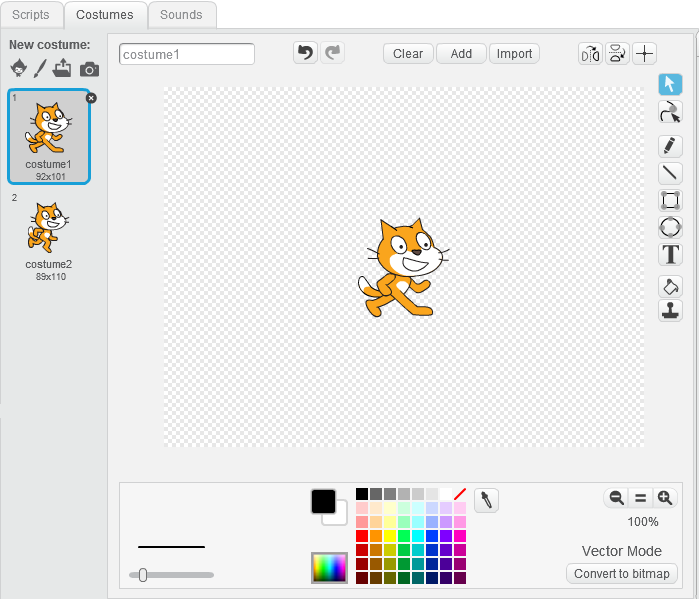 Scripts Costumes Sounds
New costume:
costume1
Clear Add Import
1
costume1
92x101
2
costume2
89x110
T
100%
Vector Mode
Convert to bitmap